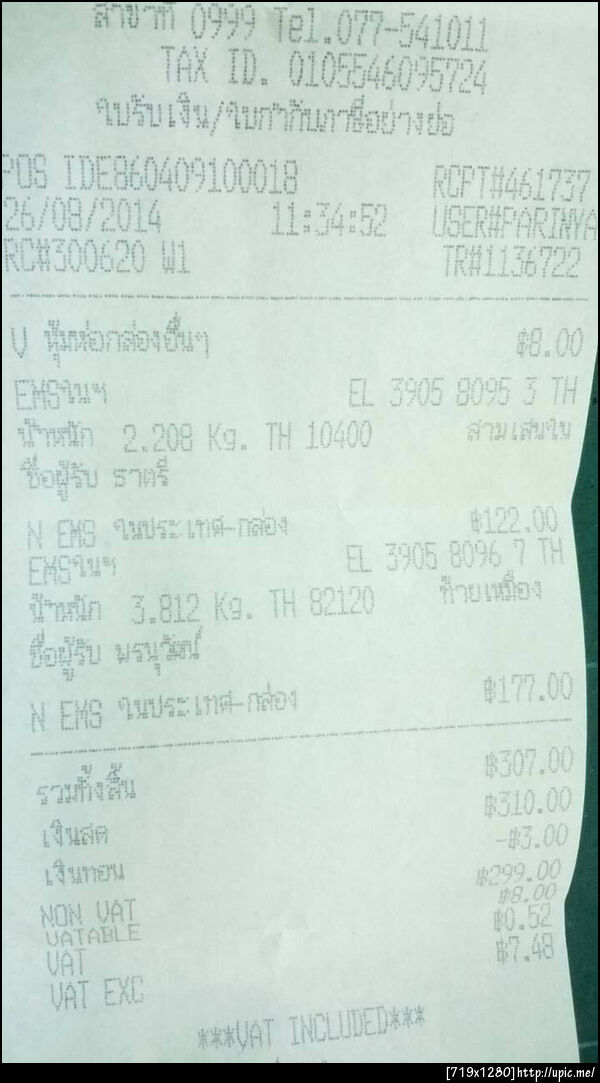 สาขาที่ 0999 Tel.077-541011
TAX ID. 0105546095724
ใบรับเงิน/ใบกำกับภาษีอย่างย่อ
POS IDE860409100018 RCPT#461737
26/08/2014 11:34:52 USER#PARINYA
RC#300620 W1 TR#1136722
V หุ้มห่อกล่องอื่นๆ ฿8.00
EMSในฯ EL 3905 8095 3 TH
น้ำหนัก 2.208 Kg. TH 10400 สามเสนใน
ชื่อผู้รับ ราตรี
N EMS ในประเทศ-กล่อง ฿122.00
EMSในฯ EL 3905 8096 7 TH
น้ำหนัก 3.812 Kg. TH 82120 ท้ายเหมือง
ชื่อผู้รับ พรนุวัฒน์
N EMS ในประเทศ-กล่อง ฿177.00
รวมทั้งสิ้น ฿307.00
เงินสด ฿310.00
เงินทอน -฿3.00
NON VAT ฿299.00
VATABLE ฿8.00
VAT ฿0.52
VAT EXC ฿7.48
***VAT INCLUDED***
[719x1280]http://upic.me/